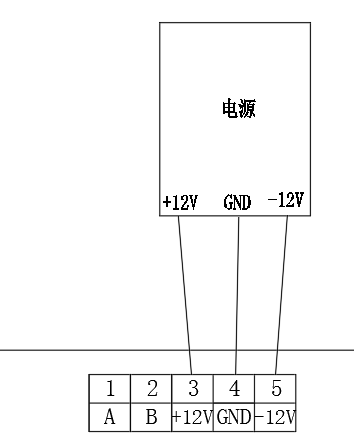 电源
+12V GND -12V
1 2 3 4 5
A B +12V GND -12V